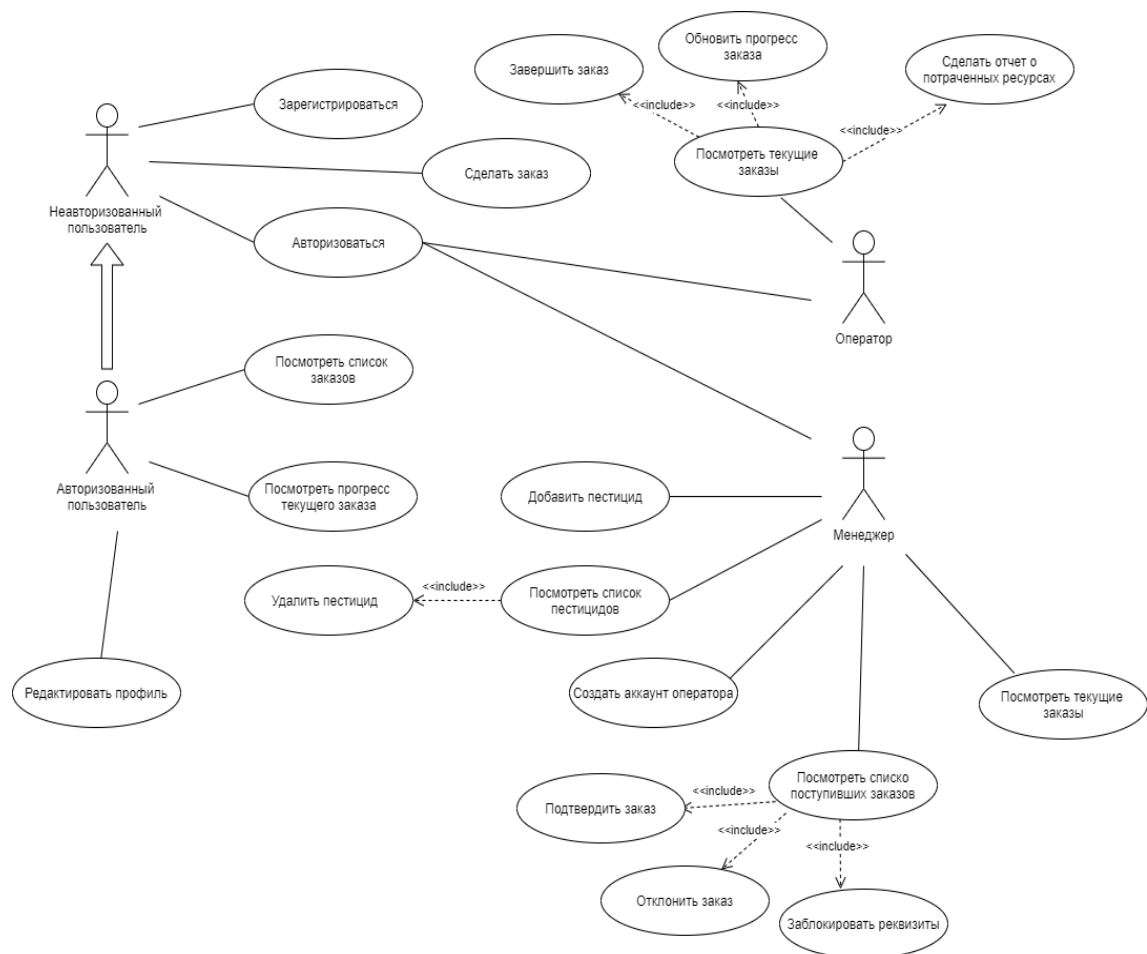 Обновить прогресс
заказа
Завершить заказ
Сделать отчет о
потраченных ресурсах
<<include>>
<<include>>
<<include>>
Зарегистрироваться
Посмотреть текущие
заказы
Сделать заказ
Неавторизованный
пользователь
Авторизоваться
Оператор
Посмотреть список
заказов
Авторизованный
пользователь
Посмотреть прогресс
текущего заказа
Добавить пестицид
Менеджер
<<include>>
Удалить пестицид
Посмотреть список
пестицидов
Редактировать профиль
Создать аккаунт оператора
Посмотреть текущие
заказы
Посмотреть списко
поступивших заказов
<<include>>
Подтвердить заказ
<<include>>
<<include>>
Отклонить заказ
Заблокировать реквизиты